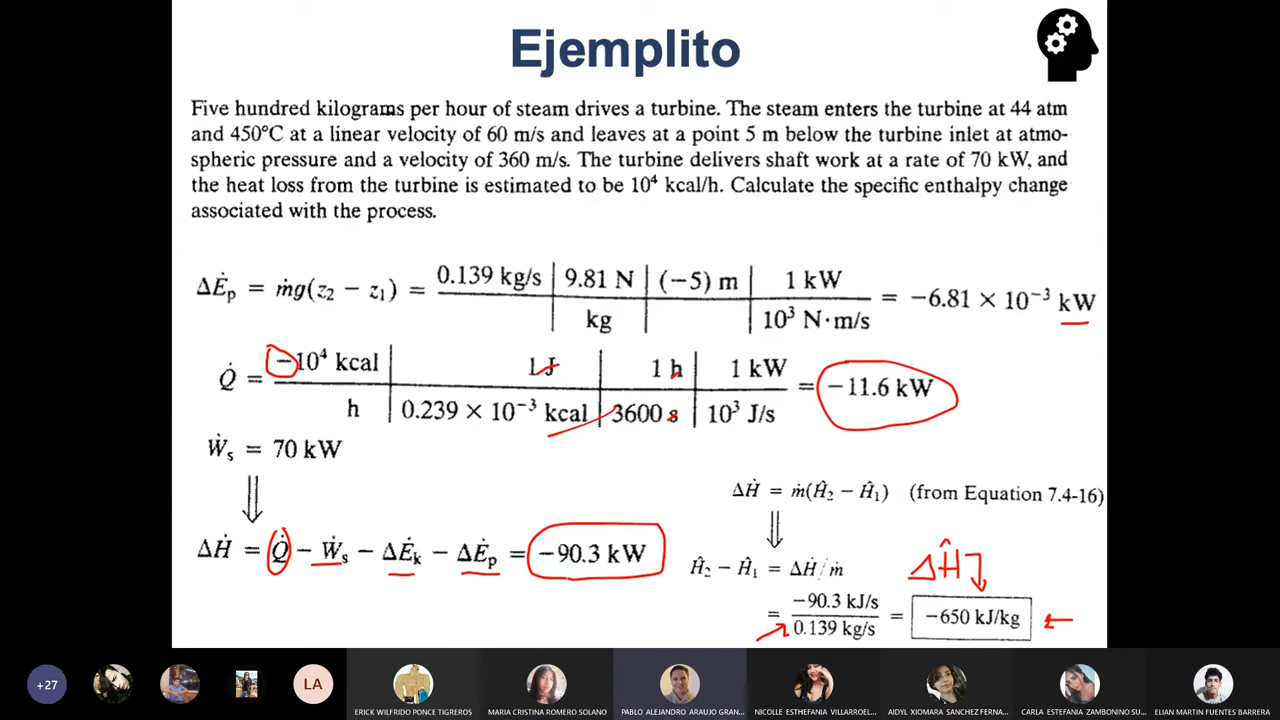 Ejemplito
Five hundred kilograms per hour of steam drives a turbine. The steam enters the turbine at 44 atm
and 450°C at a linear velocity of 60 m/s and leaves at a point 5 m below the turbine inlet at atmo-
spheric pressure and a velocity of 360 m/s. The turbine delivers shaft work at a rate of 70 kW, and
the heat loss from the turbine is estimated to be 10⁴ kcal/h. Calculate the specific enthalpy change
associated with the process.
ΔĖp = ṁg(z₂ − z₁) = 0.139 kg/s | 9.81 N | (−5) m | 1 kW = −6.81 × 10⁻³ kW
kg | 10³ N·m/s
Q̇ = −10⁴ kcal | 1 J | 1 h | 1 kW = −11.6 kW
h | 0.239 × 10⁻³ kcal | 3600 s | 10³ J/s
Ẇs = 70 kW
ΔḢ = ṁ(Ĥ₂ − Ĥ₁) (from Equation 7.4-16)
ΔḢ = Q̇ − Ẇs − ΔĖk − ΔĖp = −90.3 kW
Ĥ₂ − Ĥ₁ = ΔḢ/ṁ
ΔĤ
= −90.3 kJ/s
0.139 kg/s = −650 kJ/kg
+27
LA
ERICK WILFRIDO PONCE TIGREROS
MARIA CRISTINA ROMERO SOLANO
PABLO ALEJANDRO ARAUJO GRAN...
NICOLLE ESTHEFANIA VILLARROEL...
AIDYL XIOMARA SANCHEZ FERNA...
CARLA ESTEFANIA ZAMBONINO SU...
ELIAN MARTIN FUENTES BARRERA